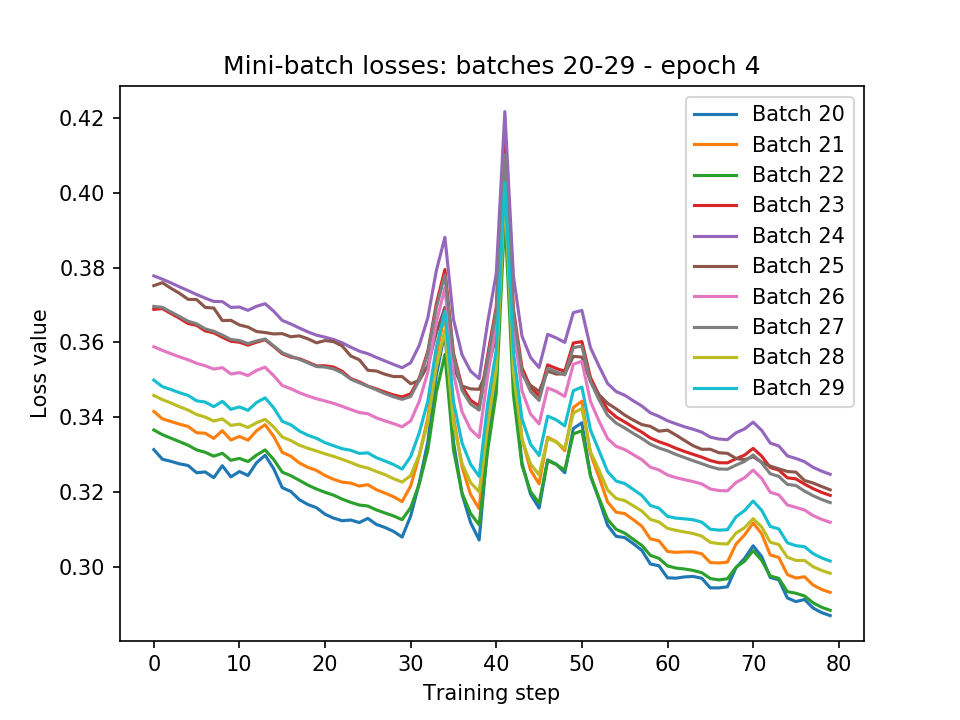 Mini-batch losses: batches 20-29 - epoch 4
0.42
0.40
0.38
0.36
0.34
0.32
0.30
Loss value
0
10
20
30
40
50
60
70
80
Training step
Batch 20
Batch 21
Batch 22
Batch 23
Batch 24
Batch 25
Batch 26
Batch 27
Batch 28
Batch 29